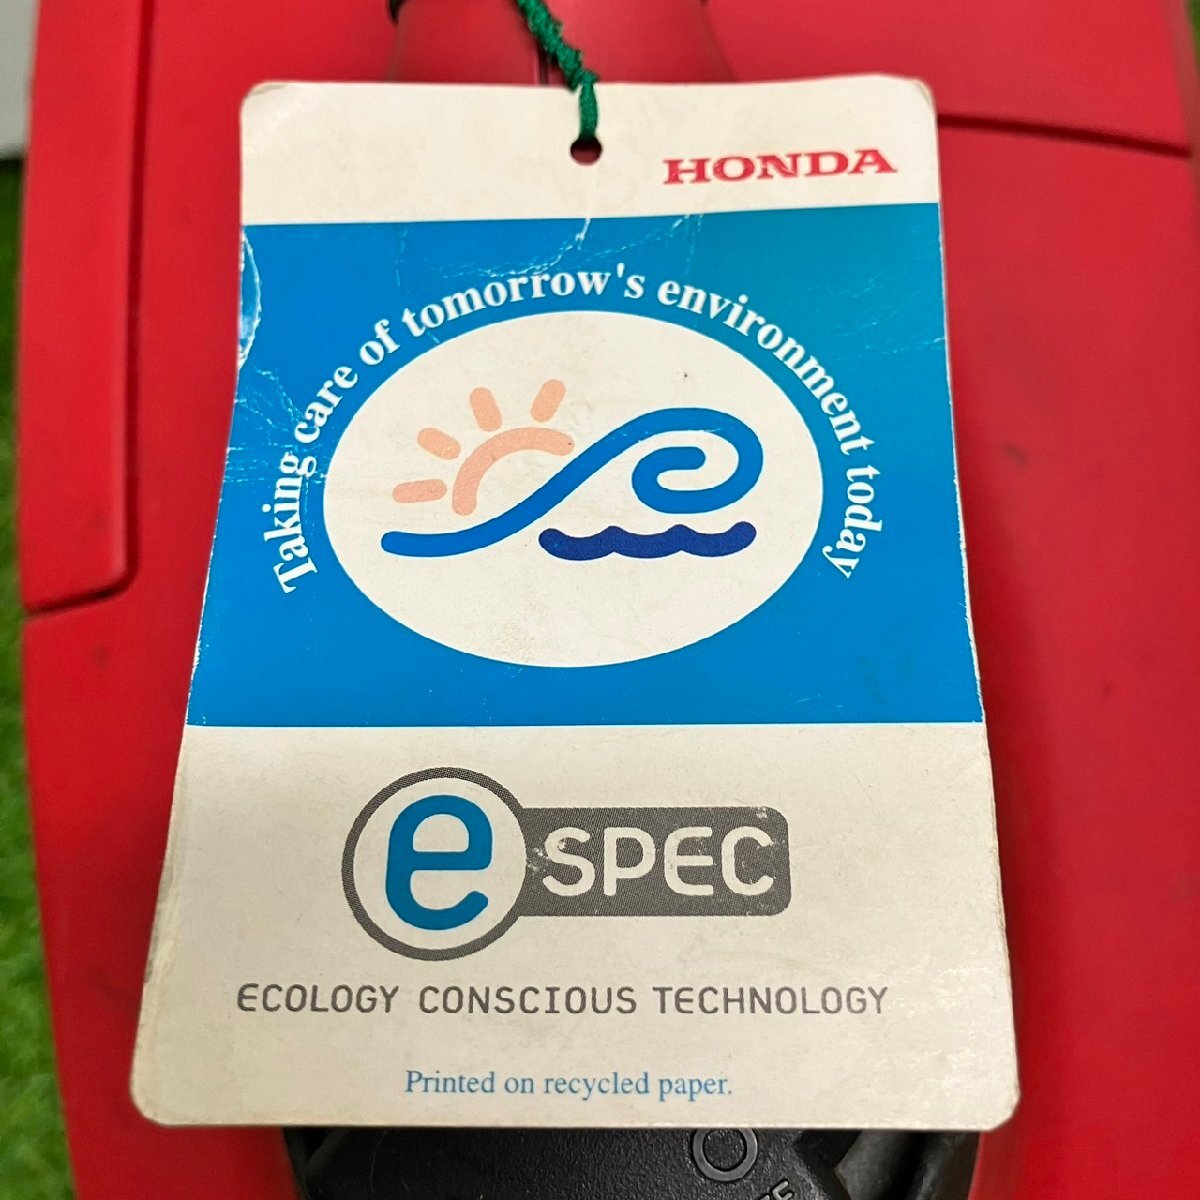 HONDA
Taking care of tomorrow's environment today
e SPEC
ECOLOGY CONSCIOUS TECHNOLOGY
Printed on recycled paper.